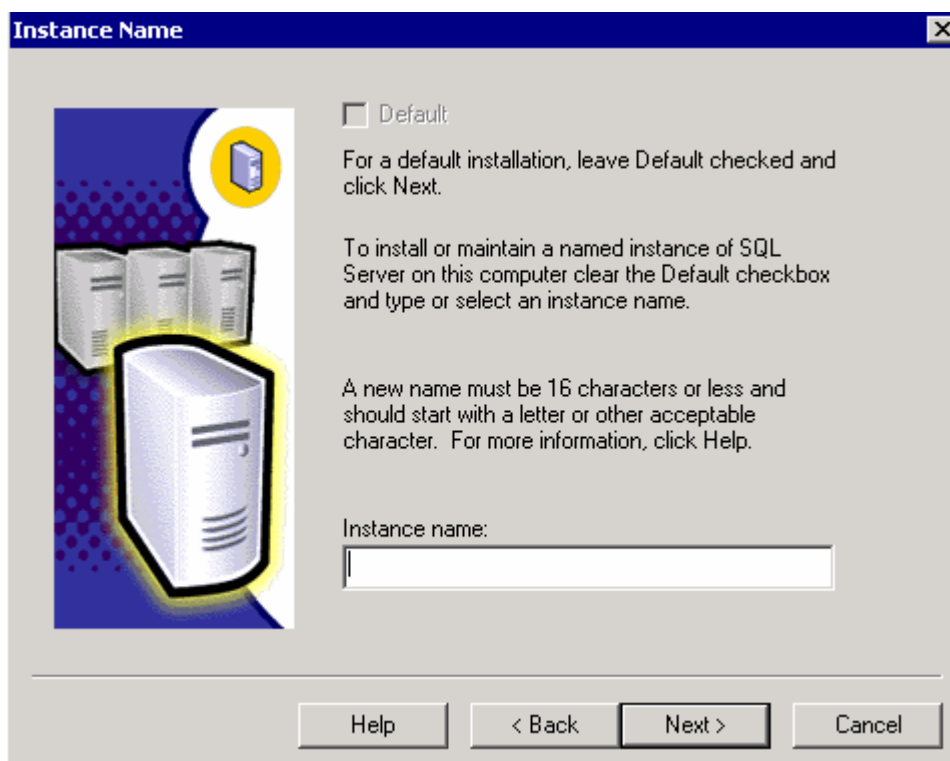 Instance Name
Default
For a default installation, leave Default checked and
click Next.
To install or maintain a named instance of SQL
Server on this computer clear the Default checkbox
and type or select an instance name.
A new name must be 16 characters or less and
should start with a letter or other acceptable
character.  For more information, click Help.
Instance name:
Help
< Back
Next >
Cancel